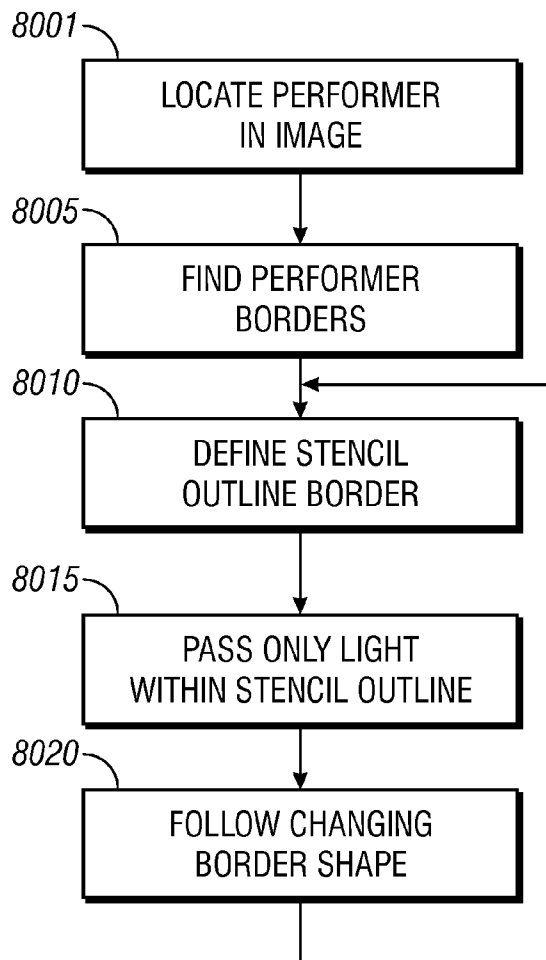 8001
LOCATE PERFORMER
IN IMAGE
8005
FIND PERFORMER
BORDERS
8010
DEFINE STENCIL
OUTLINE BORDER
8015
PASS ONLY LIGHT
WITHIN STENCIL OUTLINE
8020
FOLLOW CHANGING
BORDER SHAPE